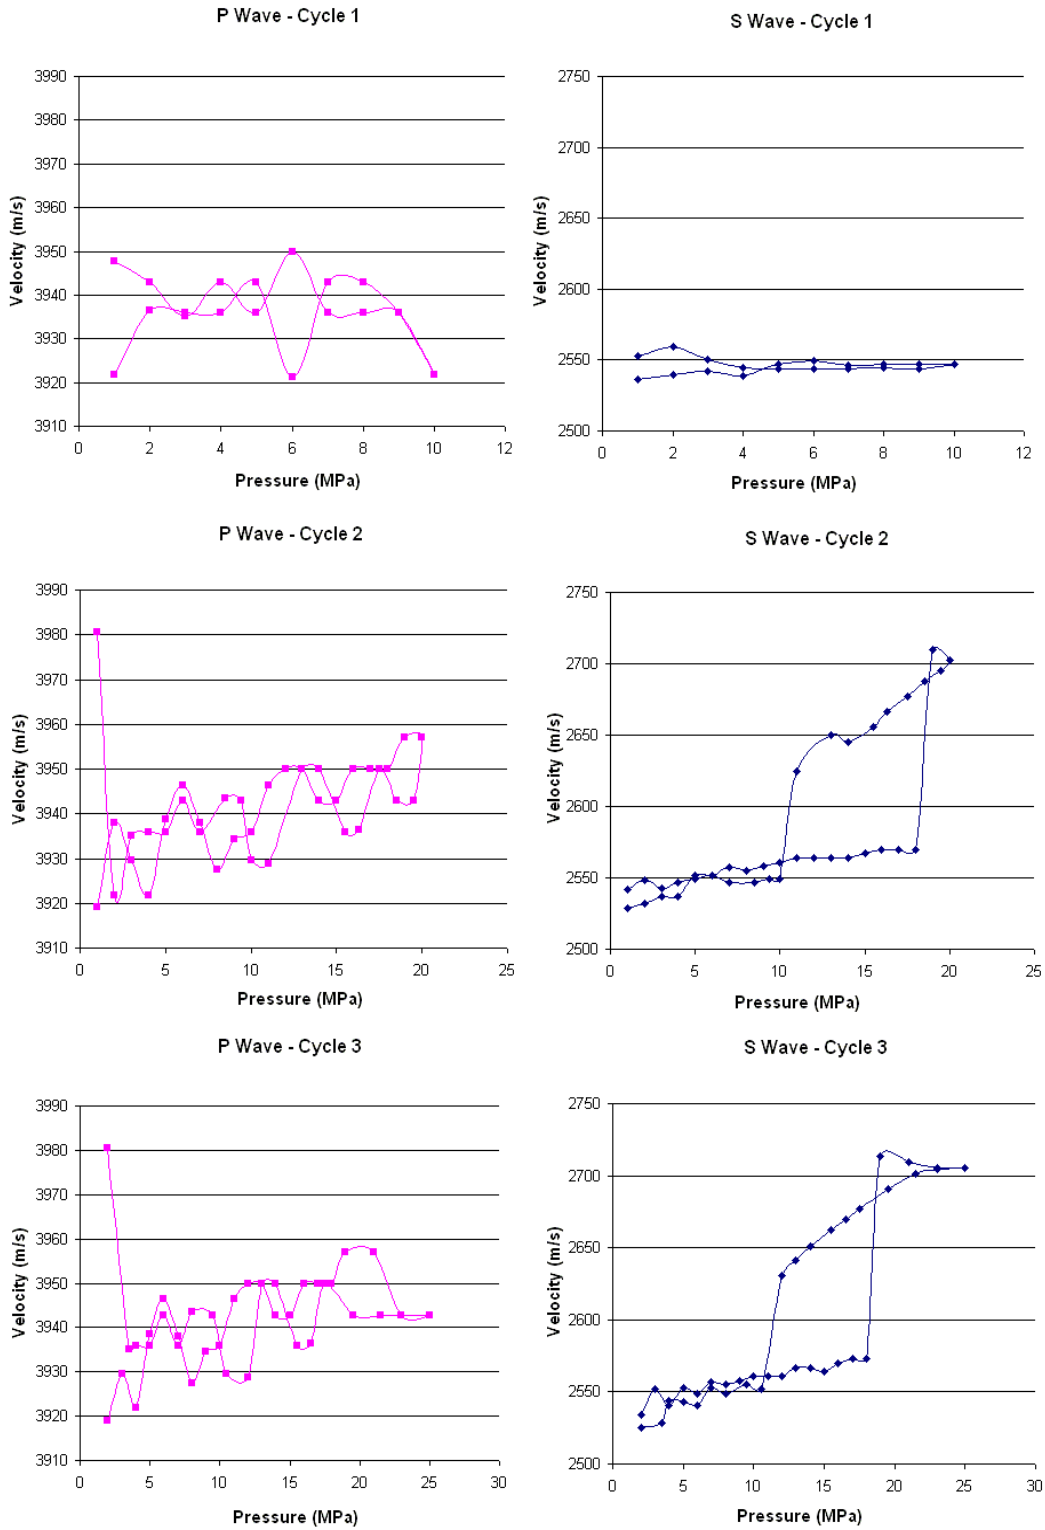 P Wave - Cycle 1
3990
3980
3970
3960
3950
3940
3930
3920
3910
Velocity (m/s)
0 2 4 6 8 10 12
Pressure (MPa)
S Wave - Cycle 1
2750
2700
2650
2600
2550
2500
Velocity (m/s)
0 2 4 6 8 10 12
Pressure (MPa)
P Wave - Cycle 2
3990
3980
3970
3960
3950
3940
3930
3920
3910
Velocity (m/s)
0 5 10 15 20 25
Pressure (MPa)
S Wave - Cycle 2
2750
2700
2650
2600
2550
2500
Velocity (m/s)
0 5 10 15 20 25
Pressure (MPa)
P Wave - Cycle 3
3990
3980
3970
3960
3950
3940
3930
3920
3910
Velocity (m/s)
0 5 10 15 20 25 30
Pressure (MPa)
S Wave - Cycle 3
2750
2700
2650
2600
2550
2500
Velocity (m/s)
0 5 10 15 20 25 30
Pressure (MPa)